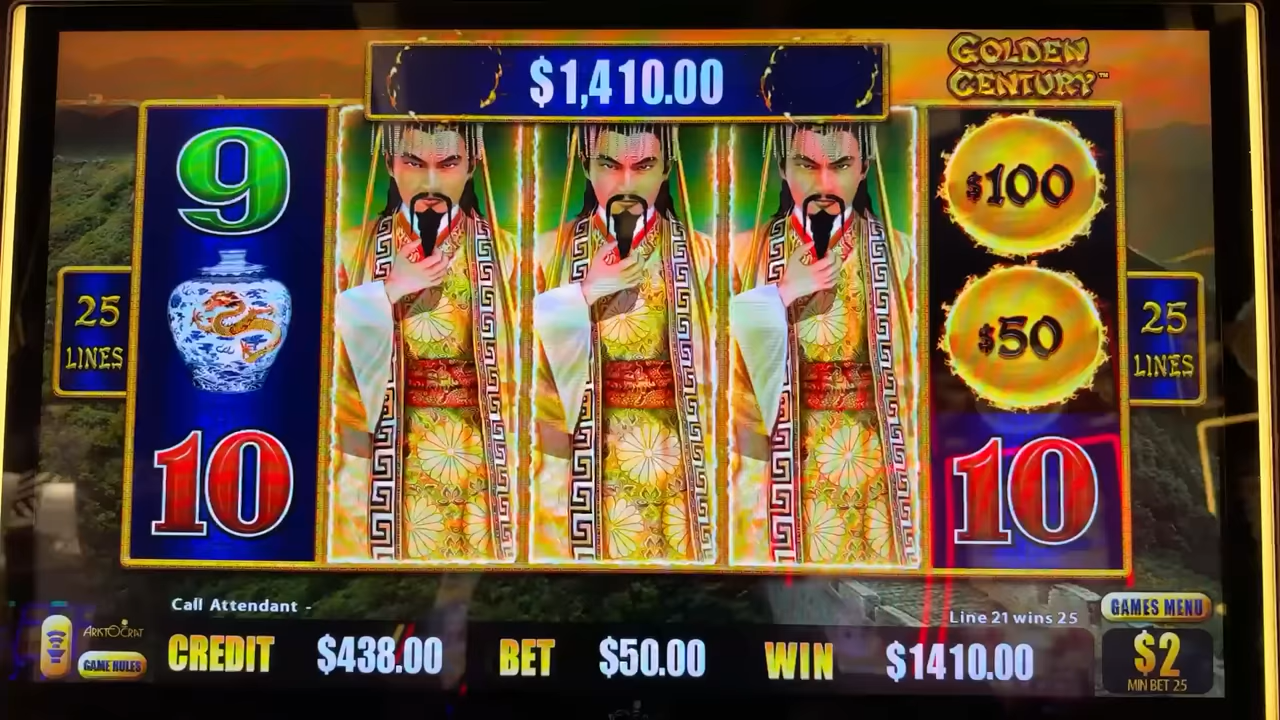 $1,410.00
GOLDEN
CENTURY™
9
$100
25
LINES
$50
25
LINES
10
10
Call Attendant -
Line 21 wins 25
GAMES MENU
ARISTOCRAT
GAME RULES
CREDIT $438.00 BET $50.00 WIN $1410.00
$2
MIN BET 25